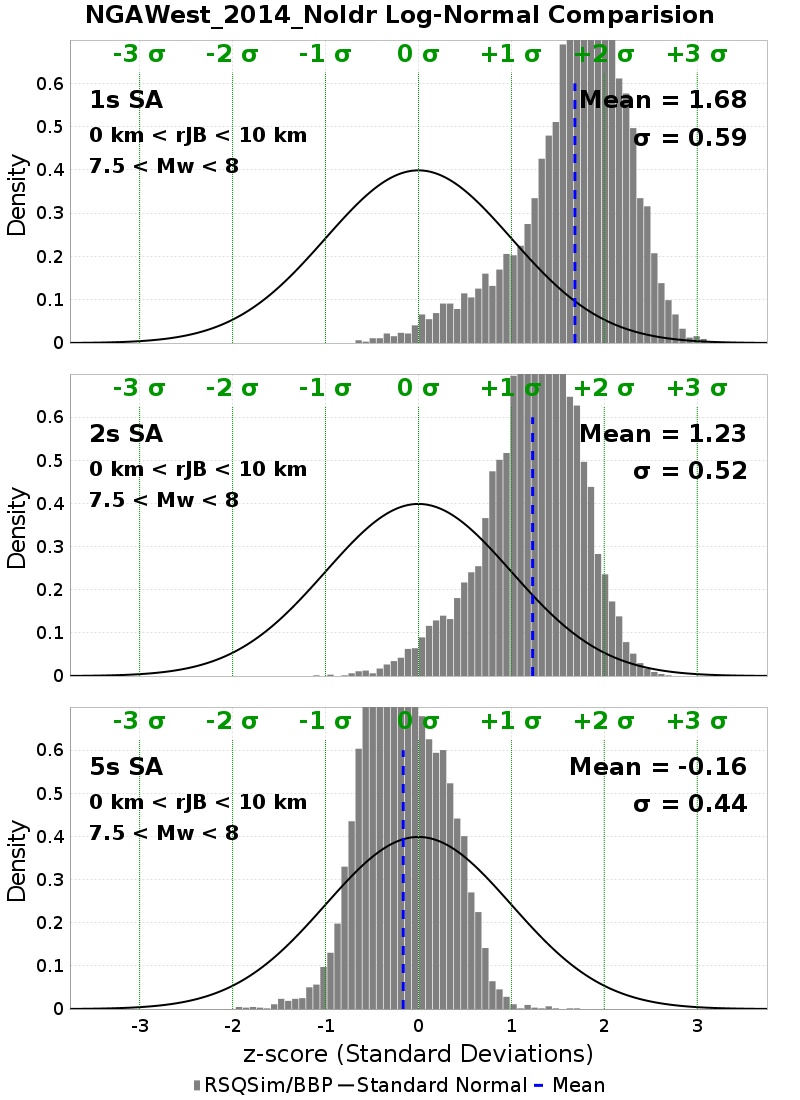 NGAWest_2014_NoIdr Log-Normal Comparision
-3 σ -2 σ -1 σ 0 σ +1 σ +2 σ +3 σ
0.6
1s SA
Mean = 1.68
0.5
0 km < rJB < 10 km
σ = 0.59
7.5 < Mw < 8
0.4
Density
0.3
0.2
0.1
0
-3 σ -2 σ -1 σ 0 σ +1 σ +2 σ +3 σ
0.6
2s SA
Mean = 1.23
0.5
0 km < rJB < 10 km
σ = 0.52
7.5 < Mw < 8
0.4
Density
0.3
0.2
0.1
0
-3 σ -2 σ -1 σ 0 σ +1 σ +2 σ +3 σ
0.6
5s SA
Mean = -0.16
0.5
0 km < rJB < 10 km
σ = 0.44
7.5 < Mw < 8
0.4
Density
0.3
0.2
0.1
0
-3 -2 -1 0 1 2 3
z-score (Standard Deviations)
RSQSim/BBP Standard Normal Mean